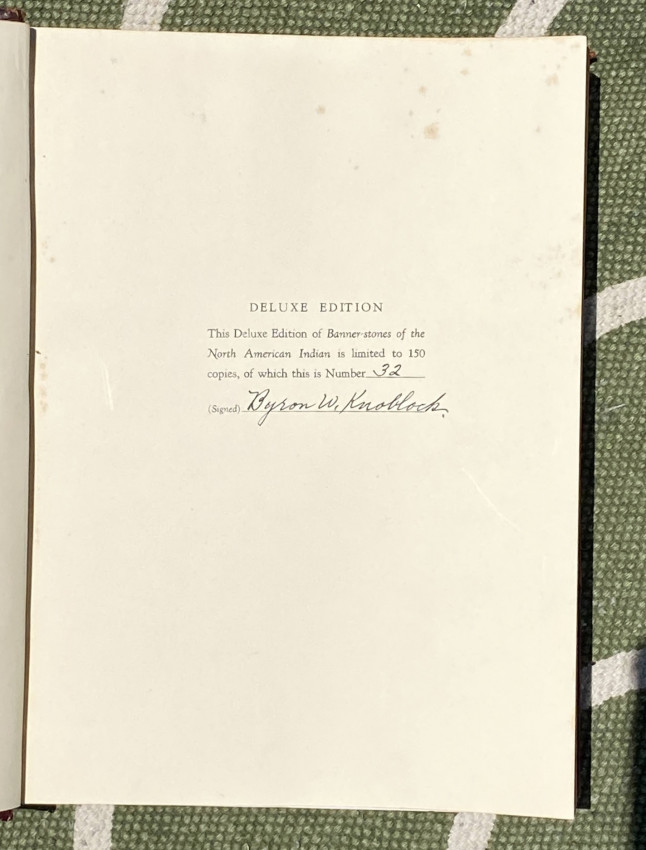 DELUXE EDITION
This Deluxe Edition of Banner-stones of the
North American Indian is limited to 150
copies, of which this is Number 32
(Signed) Byron W. Knoblock.